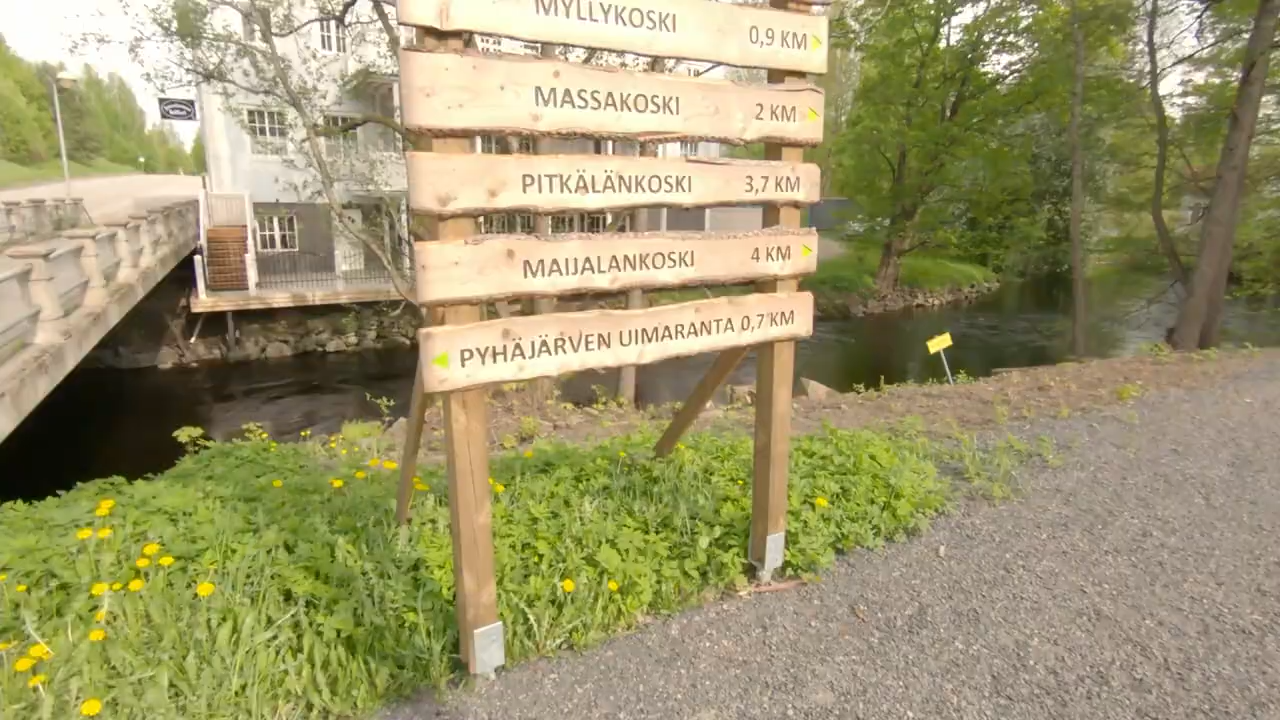 MYLLYKOSKI 0,9 KM
MASSAKOSKI 2 KM
PITKÄLÄNKOSKI 3,7 KM
MAIJALANKOSKI 4 KM
PYHÄJÄRVEN UIMARANTA 0,7 KM